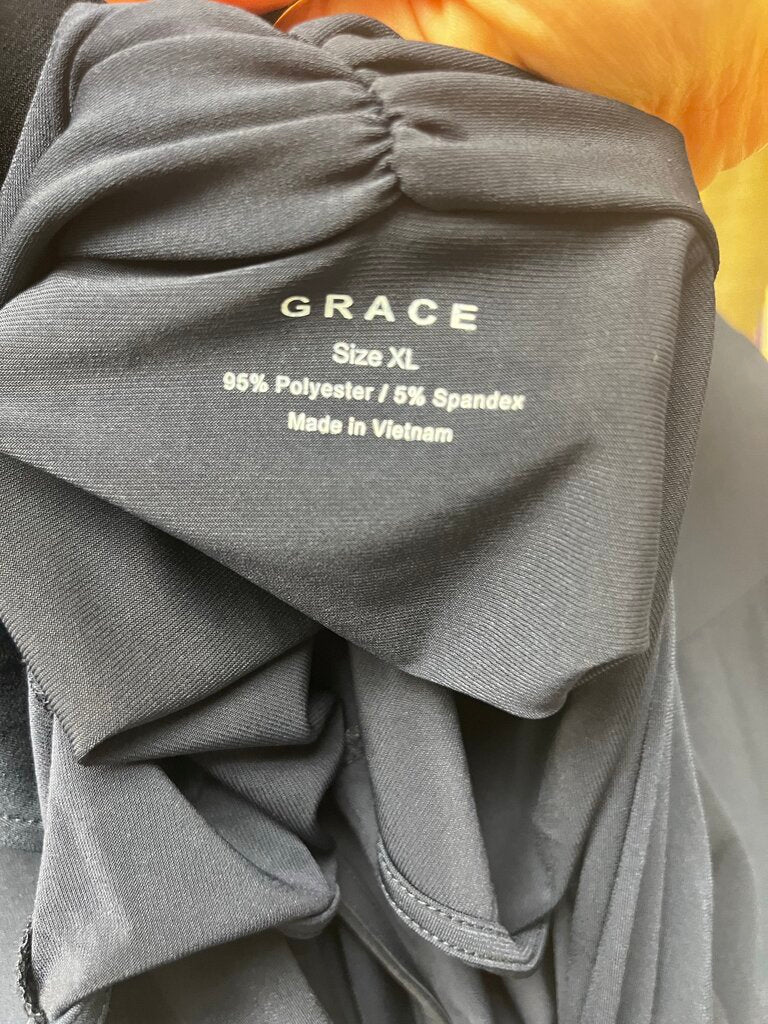 GRACE
Size XL
95% Polyester / 5% Spandex
Made in Vietnam